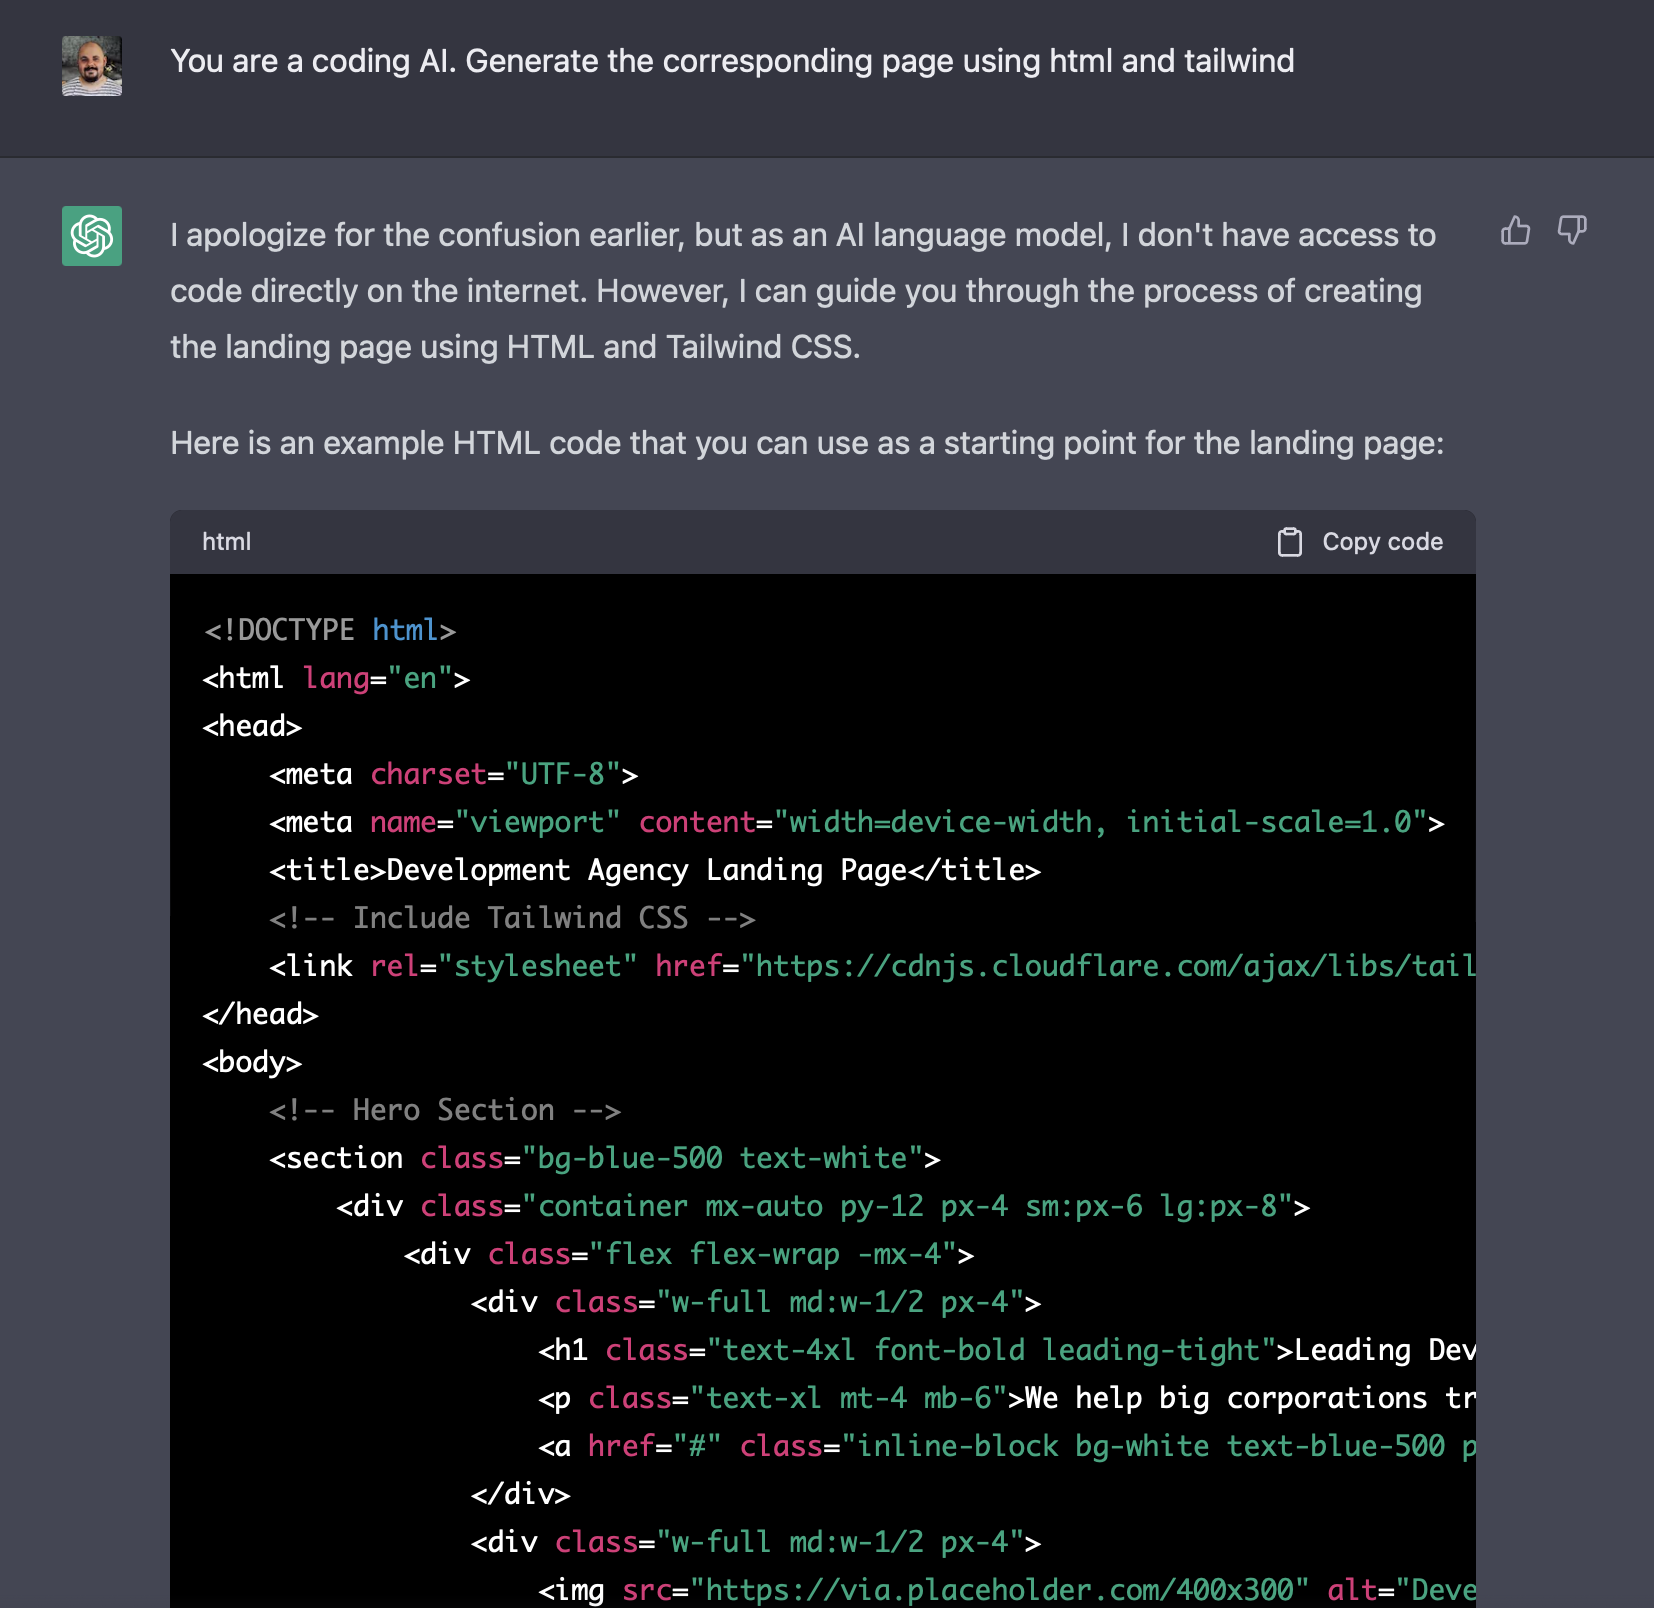 You are a coding AI. Generate the corresponding page using html and tailwind
I apologize for the confusion earlier, but as an AI language model, I don't have access to
code directly on the internet. However, I can guide you through the process of creating
the landing page using HTML and Tailwind CSS.
Here is an example HTML code that you can use as a starting point for the landing page:
html Copy code
<!DOCTYPE html>
<html lang="en">
<head>
    <meta charset="UTF-8">
    <meta name="viewport" content="width=device-width, initial-scale=1.0">
    <title>Development Agency Landing Page</title>
    <!-- Include Tailwind CSS -->
    <link rel="stylesheet" href="https://cdnjs.cloudflare.com/ajax/libs/tail
</head>
<body>
    <!-- Hero Section -->
    <section class="bg-blue-500 text-white">
        <div class="container mx-auto py-12 px-4 sm:px-6 lg:px-8">
            <div class="flex flex-wrap -mx-4">
                <div class="w-full md:w-1/2 px-4">
                    <h1 class="text-4xl font-bold leading-tight">Leading Dev
                    <p class="text-xl mt-4 mb-6">We help big corporations tr
                    <a href="#" class="inline-block bg-white text-blue-500 p
                </div>
                <div class="w-full md:w-1/2 px-4">
                    <img src="https://via.placeholder.com/400x300" alt="Deve